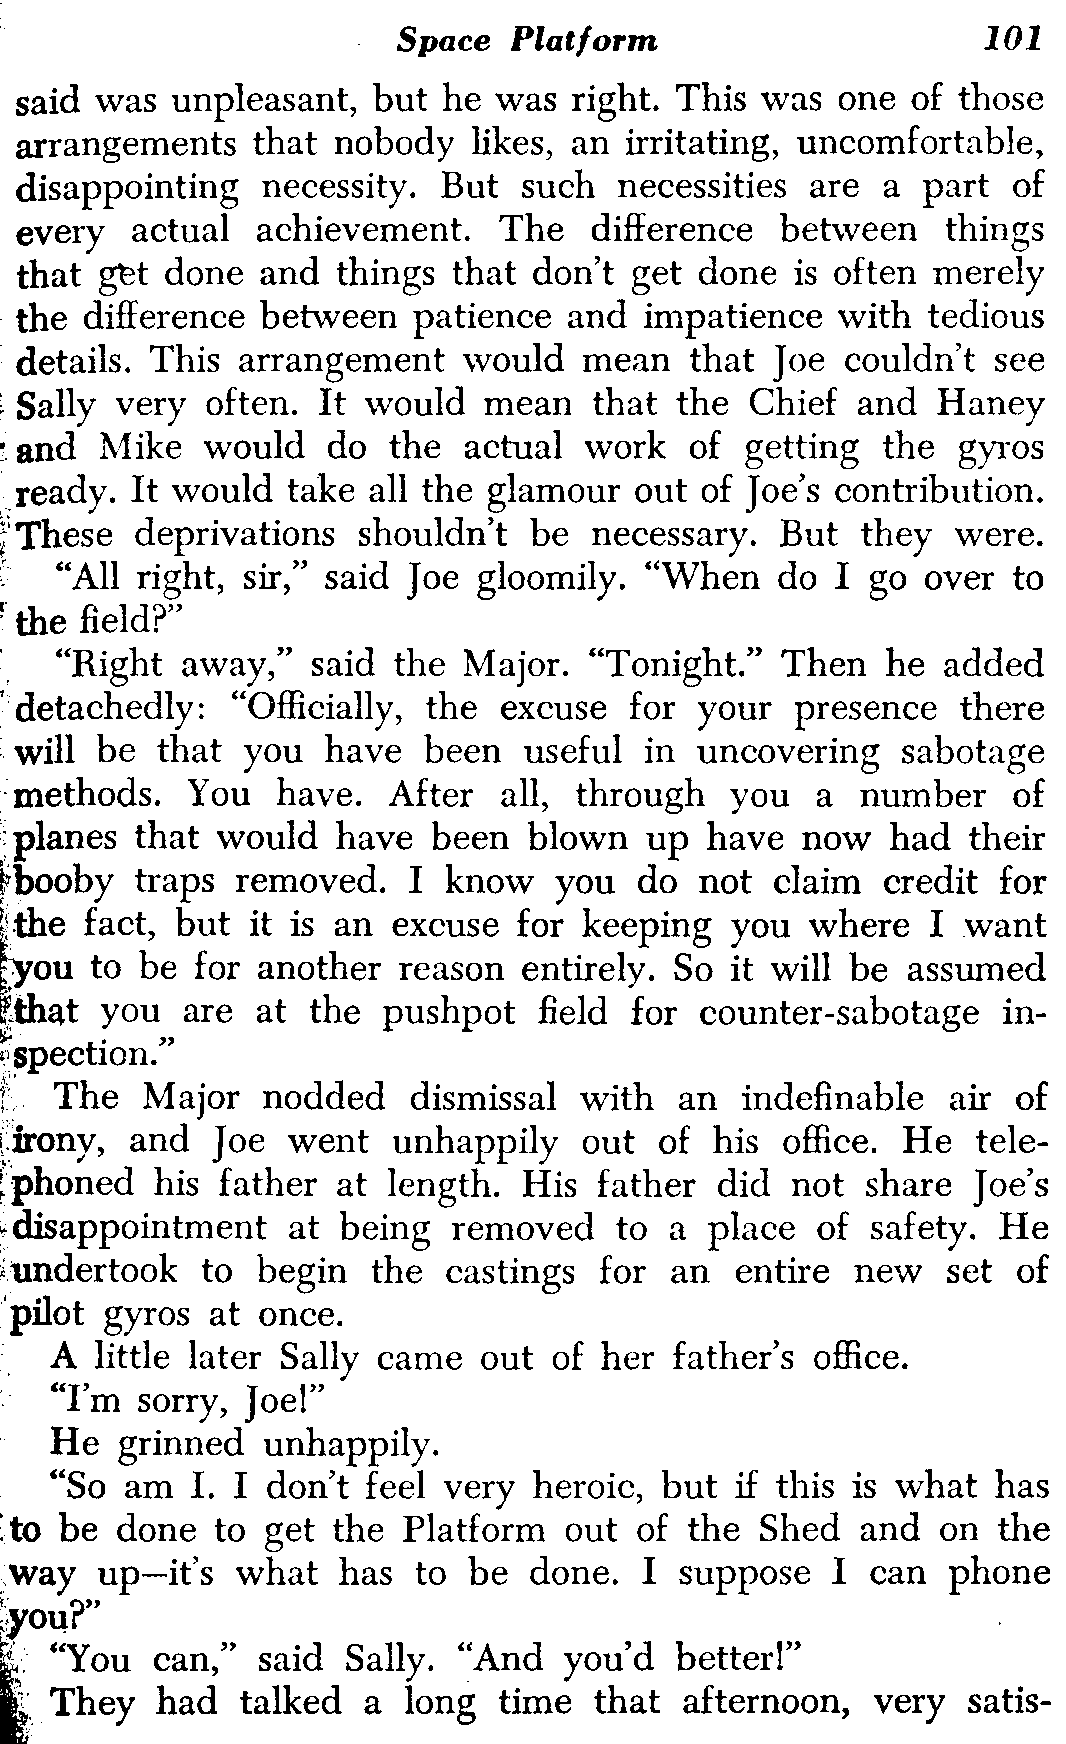 Space Platform 101
said was unpleasant, but he was right. This was one of those
arrangements that nobody likes, an irritating, uncomfortable,
disappointing necessity. But such necessities are a part of
every actual achievement. The difference between things
that get done and things that don't get done is often merely
the difference between patience and impatience with tedious
details. This arrangement would mean that Joe couldn't see
Sally very often. It would mean that the Chief and Haney
and Mike would do the actual work of getting the gyros
ready. It would take all the glamour out of Joe's contribution.
These deprivations shouldn't be necessary. But they were.
“All right, sir,” said Joe gloomily. “When do I go over to
the field?”
“Right away,” said the Major. “Tonight.” Then he added
detachedly: “Officially, the excuse for your presence there
will be that you have been useful in uncovering sabotage
methods. You have. After all, through you a number of
planes that would have been blown up have now had their
booby traps removed. I know you do not claim credit for
the fact, but it is an excuse for keeping you where I want
you to be for another reason entirely. So it will be assumed
that you are at the pushpot field for counter-sabotage in-
spection.”
The Major nodded dismissal with an indefinable air of
irony, and Joe went unhappily out of his office. He tele-
phoned his father at length. His father did not share Joe's
disappointment at being removed to a place of safety. He
undertook to begin the castings for an entire new set of
pilot gyros at once.
A little later Sally came out of her father's office.
“I'm sorry, Joe!”
He grinned unhappily.
“So am I. I don't feel very heroic, but if this is what has
to be done to get the Platform out of the Shed and on the
way up—it's what has to be done. I suppose I can phone
you?”
“You can,” said Sally. “And you'd better!”
They had talked a long time that afternoon, very satis-